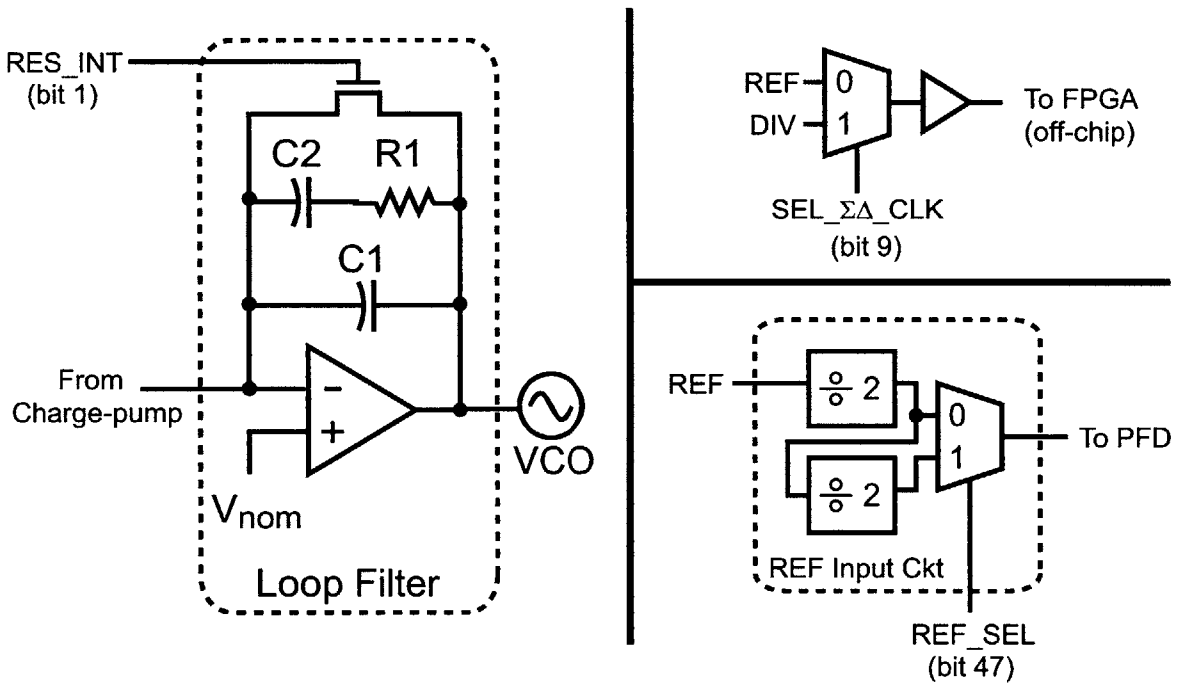 RES_INT
(bit 1)
C2
R1
C1
From
Charge-pump
−
+
Vnom
VCO
Loop Filter
REF
0
DIV
1
To FPGA
(off-chip)
SEL_ΣΔ_CLK
(bit 9)
REF
÷ 2
0
1
÷ 2
To PFD
REF Input Ckt
REF_SEL
(bit 47)